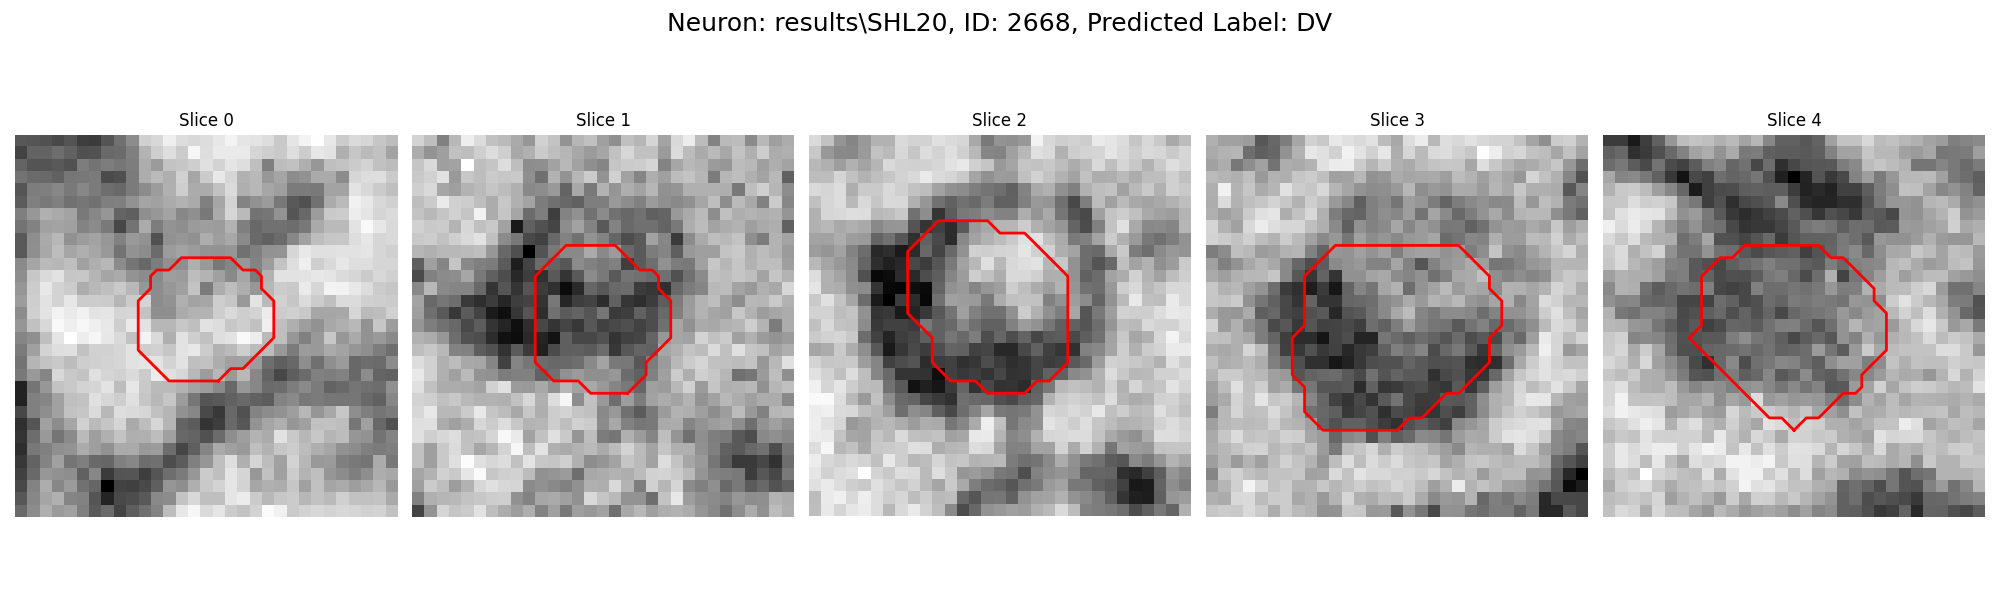 Neuron: results\SHL20, ID: 2668, Predicted Label: DV
Slice 0
Slice 1
Slice 2
Slice 3
Slice 4